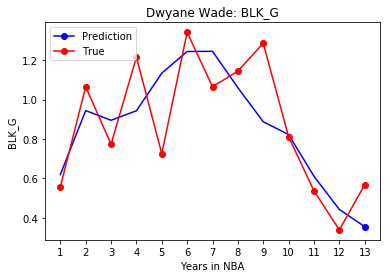 Dwyane Wade: BLK_G
Prediction
True
1.2
1.0
0.8
0.6
0.4
BLK_G
1 2 3 4 5 6 7 8 9 10 11 12 13
Years in NBA